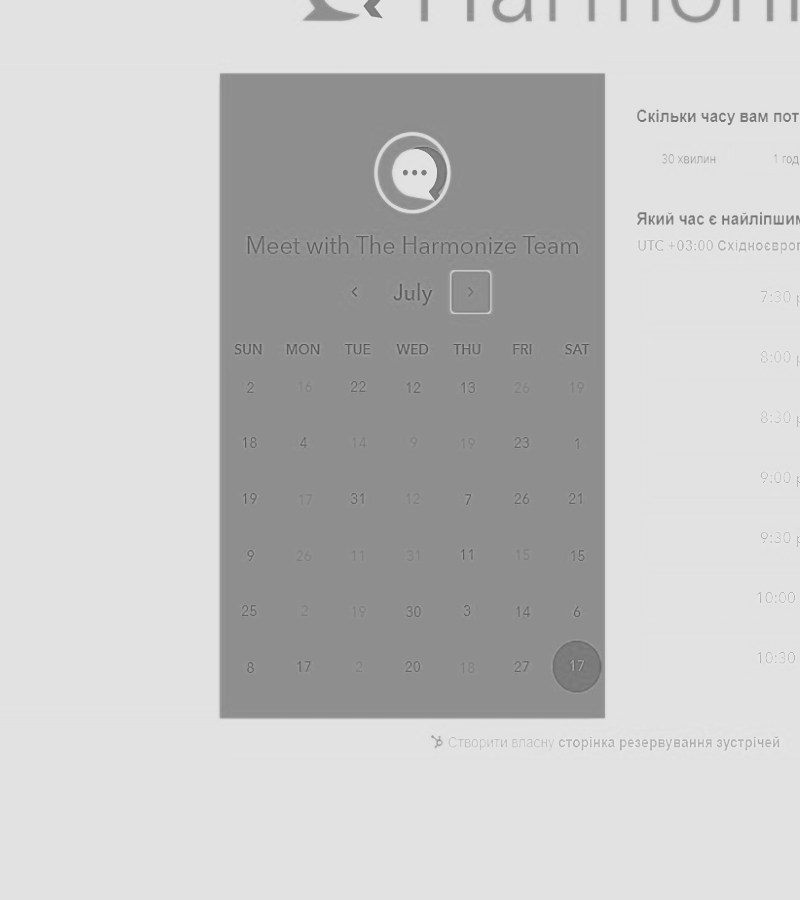 Harmoni
Meet with The Harmonize Team
July
SUN MON TUE WED THU FRI SAT
2 16 22 12 13 26 19
18 4 14 9 19 23 1
19 17 31 12 7 26 21
9 26 11 31 11 15 15
25 2 19 30 3 14 6
8 17 2 20 18 27 17
Скільки часу вам пот
30 хвилин 1 год
Який час є найліпшим
UTC +03:00 Східноєвроп
7:30 р
8:00 р
8:30 р
9:00 р
9:30 р
10:00
10:30
Створити власну сторінка резервування зустрічей